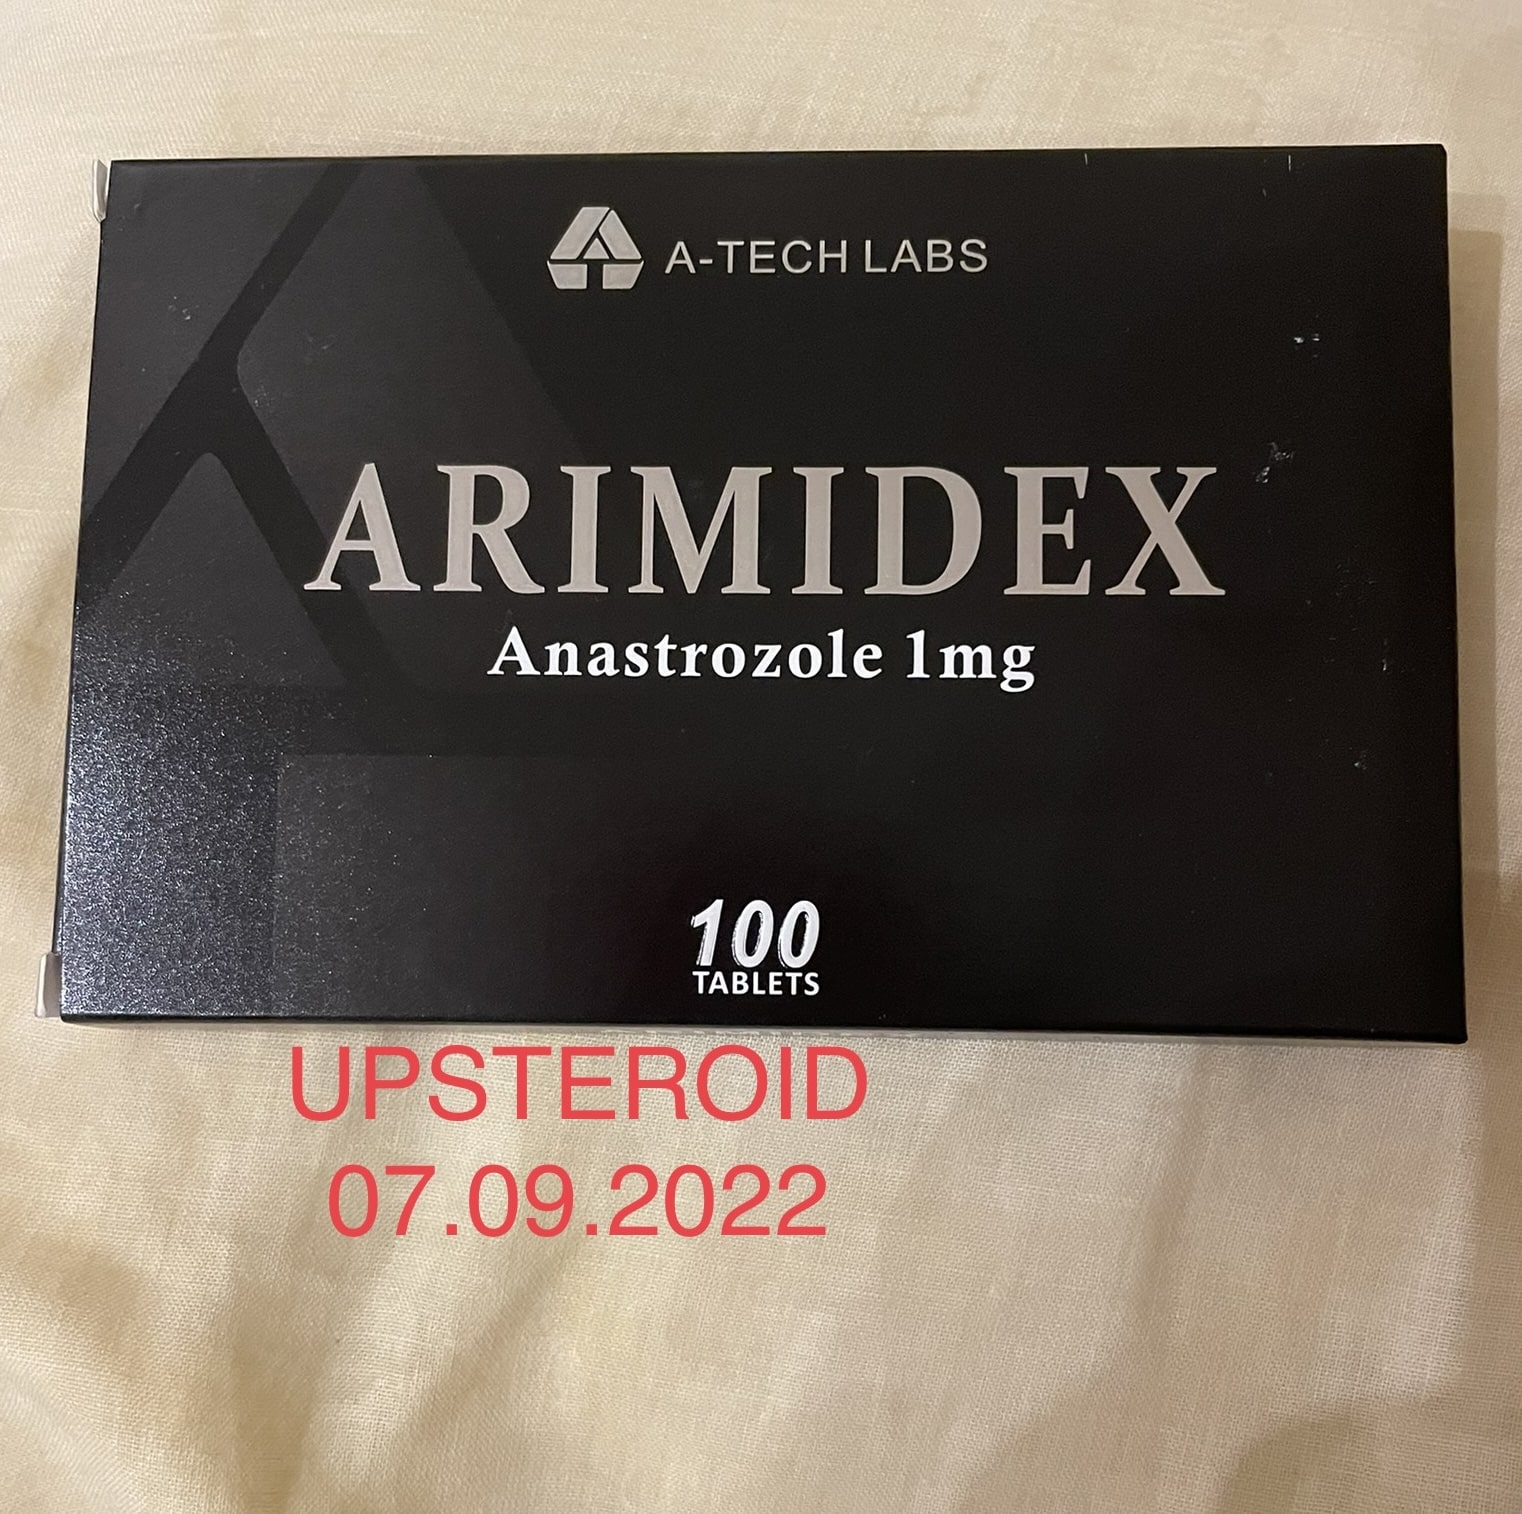 A-TECH LABS
ARIMIDEX
Anastrozole 1mg
100
TABLETS
UPSTEROID
07.09.2022